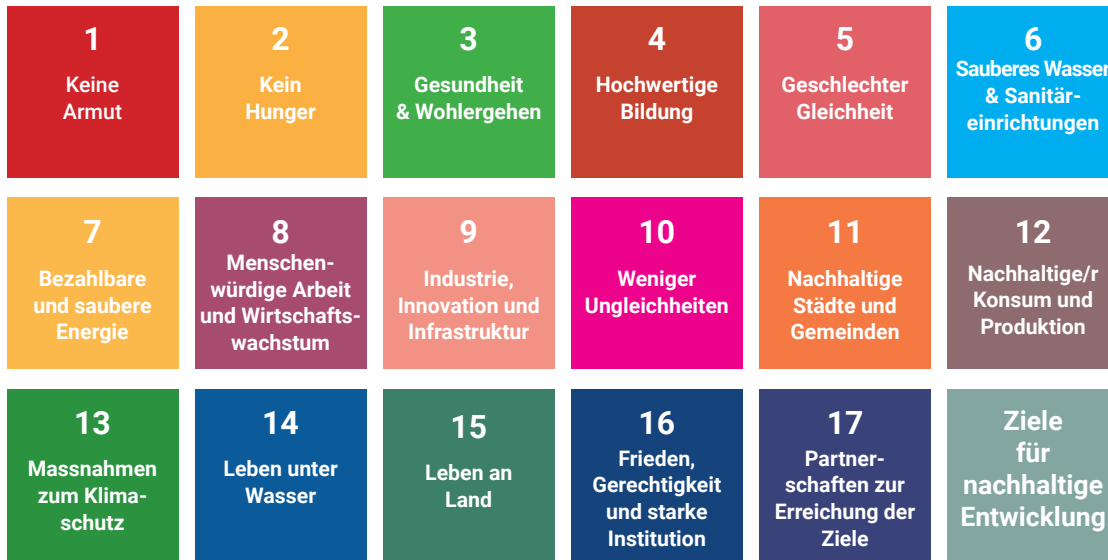 1
Keine
Armut
2
Kein
Hunger
3
Gesundheit
& Wohlergehen
4
Hochwertige
Bildung
5
Geschlechter
Gleichheit
6
Sauberes Wasser
& Sanitär-
einrichtungen
7
Bezahlbare
und saubere
Energie
8
Menschen-
würdige Arbeit
und Wirtschafts-
wachstum
9
Industrie,
Innovation und
Infrastruktur
10
Weniger
Ungleichheiten
11
Nachhaltige
Städte und
Gemeinden
12
Nachhaltige/r
Konsum und
Produktion
13
Massnahmen
zum Klima-
schutz
14
Leben unter
Wasser
15
Leben an
Land
16
Frieden,
Gerechtigkeit
und starke
Institution
17
Partner-
schaften zur
Erreichung der
Ziele
Ziele
für
nachhaltige
Entwicklung